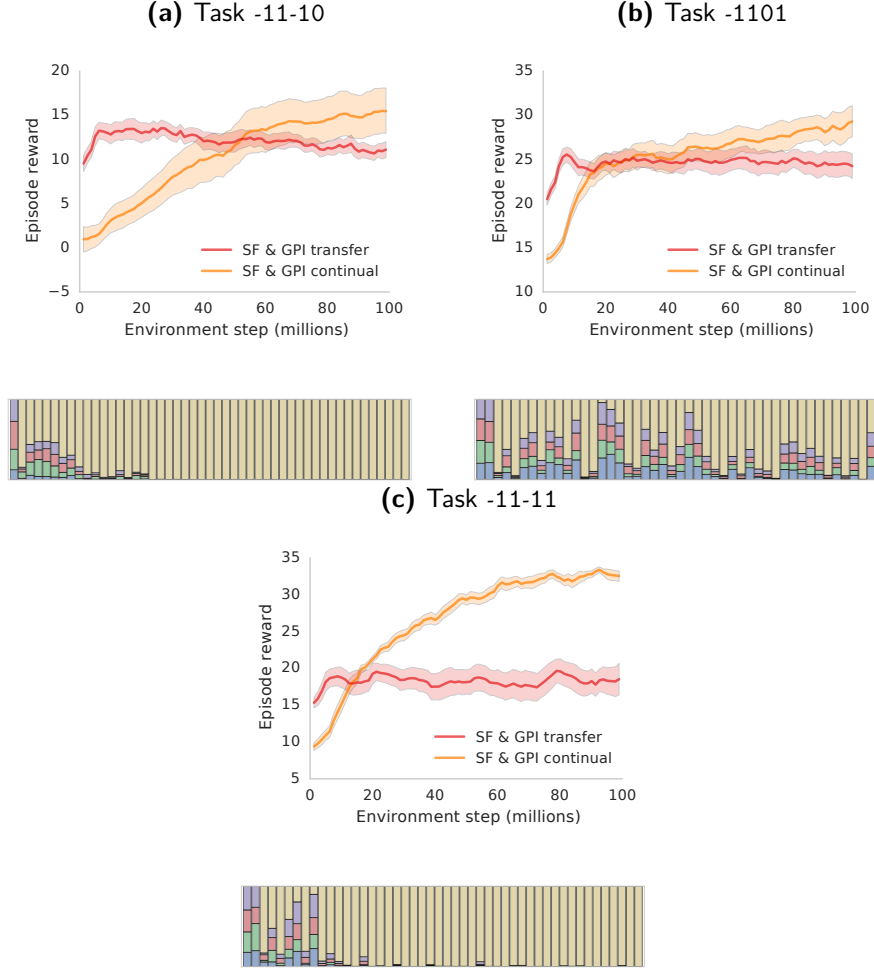 (a) Task -11-10
(b) Task -1101
20
15
10
5
0
−5
Episode reward
SF & GPI transfer
SF & GPI continual
0 20 40 60 80 100
Environment step (millions)
35
30
25
20
15
10
Episode reward
SF & GPI transfer
SF & GPI continual
0 20 40 60 80 100
Environment step (millions)
(c) Task -11-11
35
30
25
20
15
10
5
Episode reward
SF & GPI transfer
SF & GPI continual
0 20 40 60 80 100
Environment step (millions)